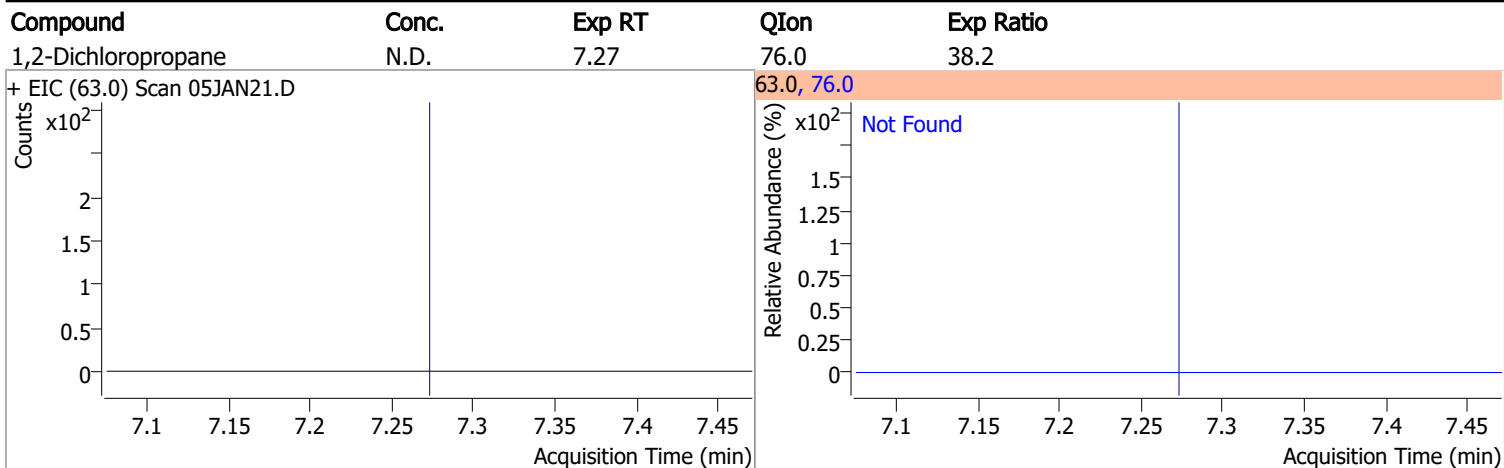 Compound Conc. Exp RT QIon Exp Ratio
1,2-Dichloropropane N.D. 7.27 76.0 38.2
+ EIC (63.0) Scan 05JAN21.D
Counts
x10²
2
1.5
1
0.5
0
7.1 7.15 7.2 7.25 7.3 7.35 7.4 7.45
Acquisition Time (min)
63.0, 76.0
Relative Abundance (%)
x10²
Not Found
1.5
1.25
1
0.75
0.5
0.25
0
7.1 7.15 7.2 7.25 7.3 7.35 7.4 7.45
Acquisition Time (min)